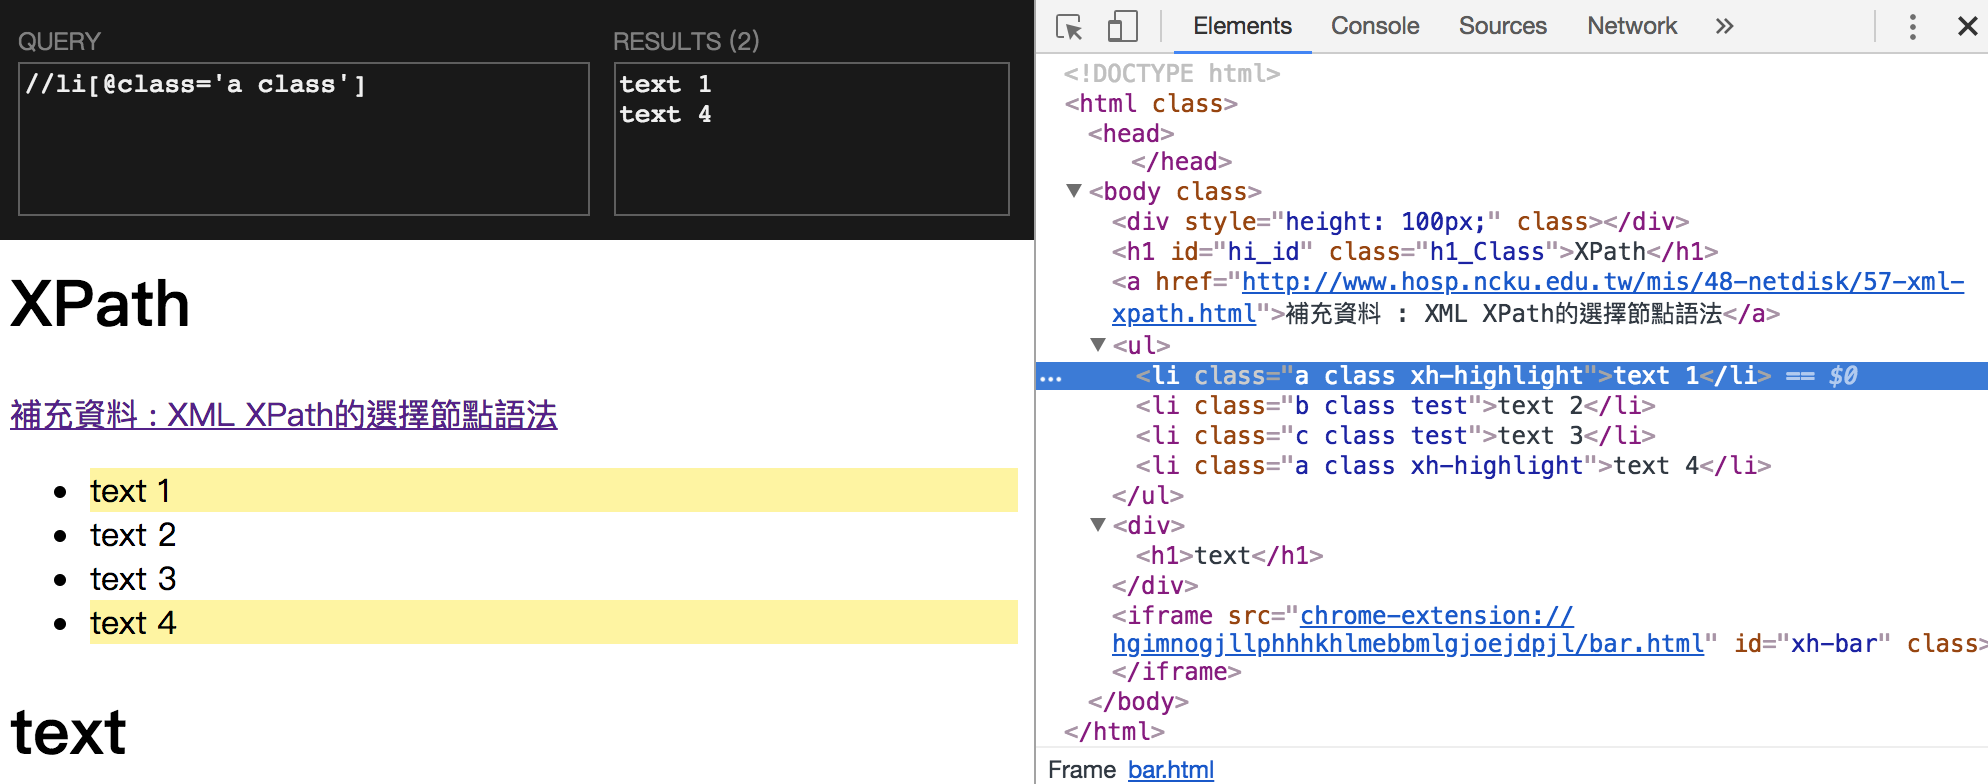 QUERY
//li[@class='a class']
RESULTS (2)
text 1
text 4
XPath
補充資料 : XML XPath的選擇節點語法
text 1
text 2
text 3
text 4
text
Elements Console Sources Network »
<!DOCTYPE html>
<html class>
<head>
</head>
<body class>
<div style="height: 100px;" class></div>
<h1 id="hi_id" class="h1_Class">XPath</h1>
<a href="http://www.hosp.ncku.edu.tw/mis/48-netdisk/57-xml-
xpath.html">補充資料 : XML XPath的選擇節點語法</a>
<ul>
... <li class="a class xh-highlight">text 1</li> == $0
<li class="b class test">text 2</li>
<li class="c class test">text 3</li>
<li class="a class xh-highlight">text 4</li>
</ul>
<div>
<h1>text</h1>
</div>
<iframe src="chrome-extension://
hgimnogjllphhhkhlmebbmlgjoejdpjl/bar.html" id="xh-bar" class>
</iframe>
</body>
</html>
Frame bar.html